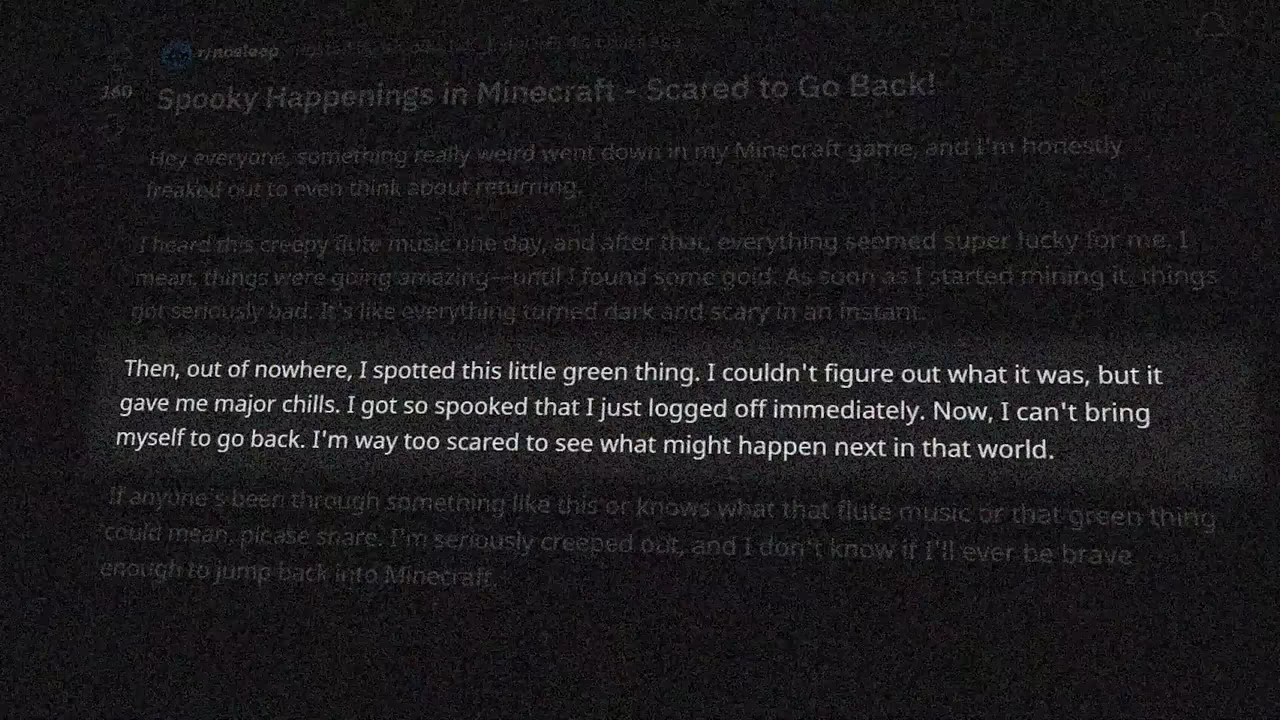 r/nosleep
360
Spooky Happenings in Minecraft - Scared to Go Back!
Hey everyone, something really weird went down in my Minecraft game, and I'm honestly
freaked out to even think about returning.
I heard this creepy flute music one day, and after that, everything seemed super lucky for me. I
mean, things were going amazing—until I found some gold. As soon as I started mining it, things
got seriously bad. It's like everything turned dark and scary in an instant.
Then, out of nowhere, I spotted this little green thing. I couldn't figure out what it was, but it
gave me major chills. I got so spooked that I just logged off immediately. Now, I can't bring
myself to go back. I'm way too scared to see what might happen next in that world.
If anyone's been through something like this or knows what that flute music or that green thing
could mean, please share. I'm seriously creeped out, and I don't know if I'll ever be brave
enough to jump back into Minecraft.